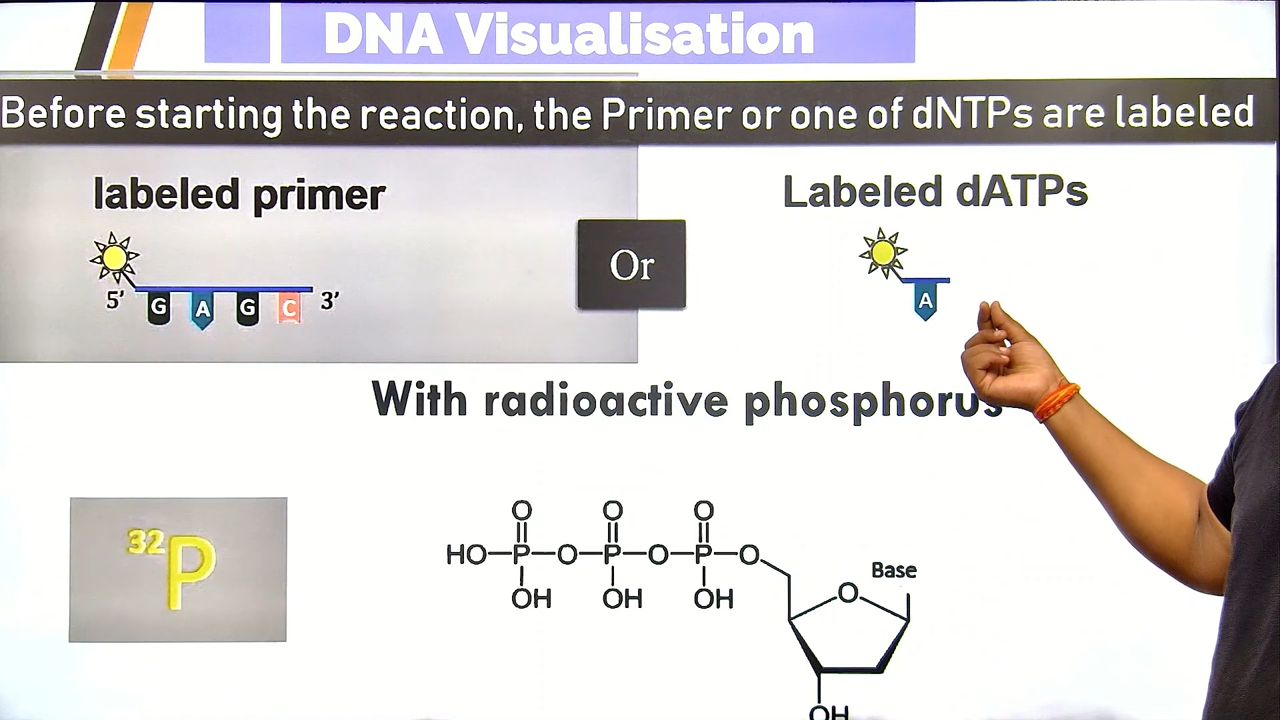 DNA Visualisation
Before starting the reaction, the Primer or one of dNTPs are labeled
labeled primer
Labeled dATPs
Or
5’ G A G C 3’
A
With radioactive phosphorus
32P
O O O
HO P O P O P O
OH OH OH
Base
O
OH